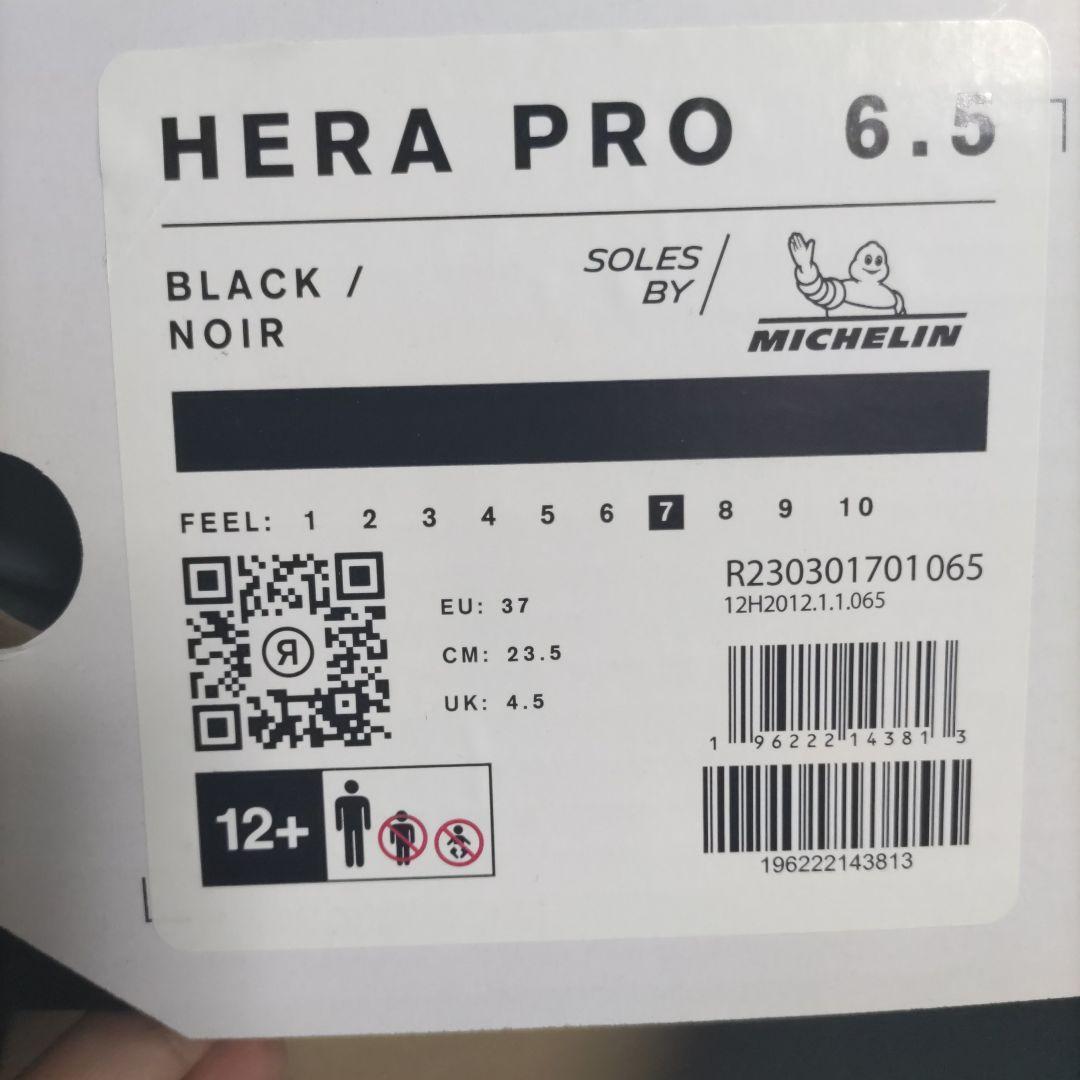 HERA PRO 6.5
BLACK /
NOIR
SOLES
BY
MICHELIN
FEEL: 1 2 3 4 5 6 7 8 9 10
R
EU: 37
CM: 23.5
UK: 4.5
R230301701065
12H2012.1.1.065
1 96222 14381 3
196222143813
12+